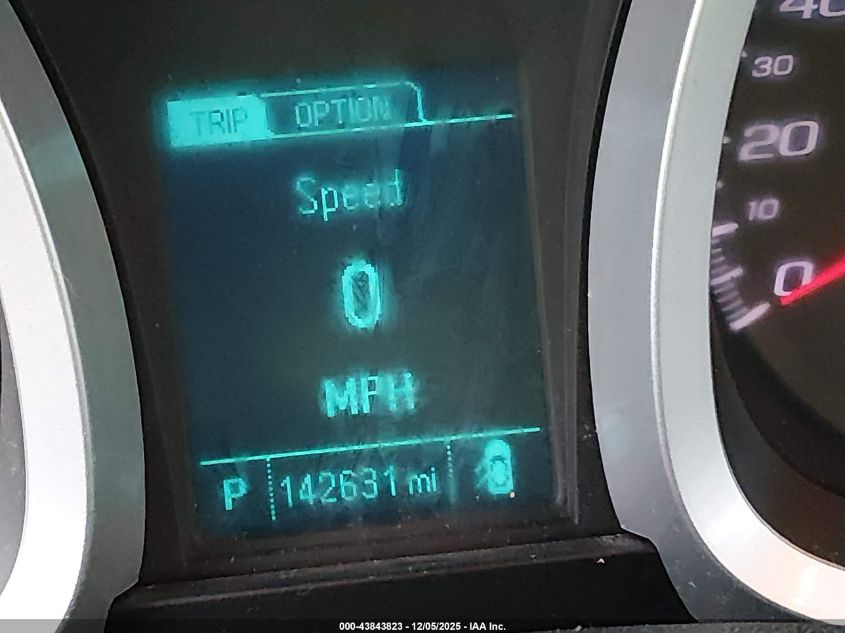 TRIP OPTION
Speed
0
MPH
P 142631 mi
40
30
20
10
0
000-43843823 - 12/05/2025 - IAA Inc.